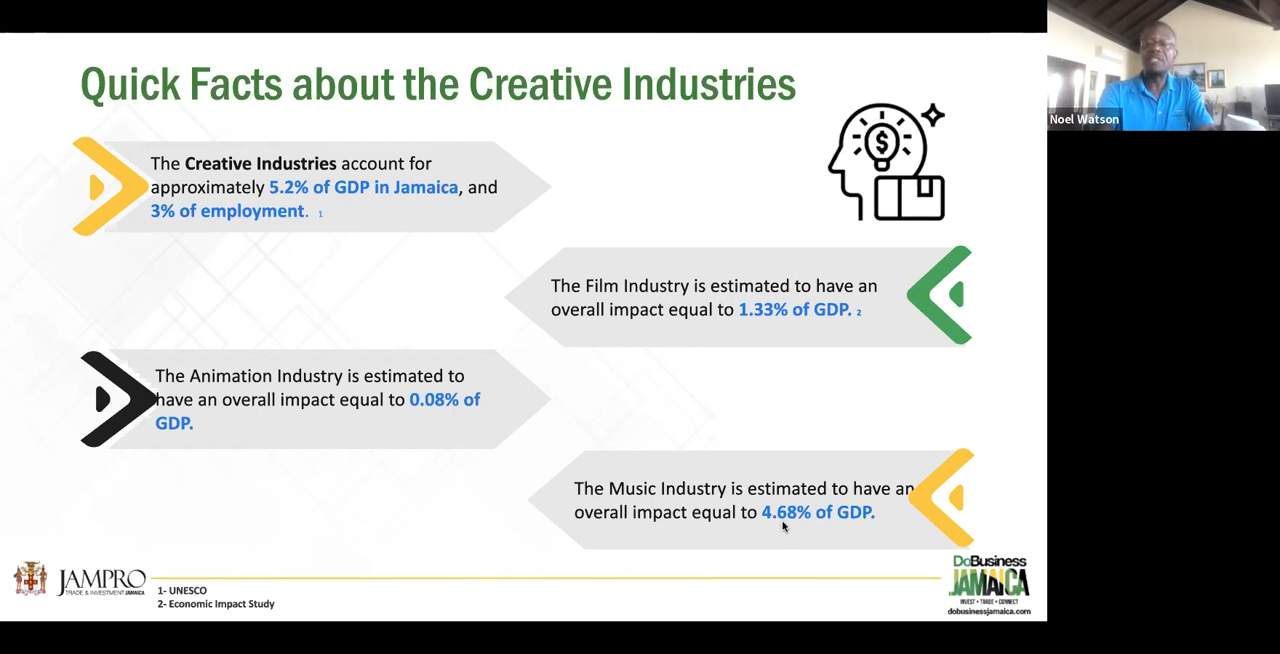 Quick Facts about the Creative Industries
Noel Watson
The Creative Industries account for
approximately 5.2% of GDP in Jamaica, and
3% of employment. 1
The Film Industry is estimated to have an
overall impact equal to 1.33% of GDP. 2
The Animation Industry is estimated to
have an overall impact equal to 0.08% of
GDP.
The Music Industry is estimated to have an
overall impact equal to 4.68% of GDP.
JAMPRO
TRADE & INVESTMENT JAMAICA
1- UNESCO
2- Economic Impact Study
DoBusiness
JAMAICA
INVEST • TRADE • CONNECT
dobusinessjamaica.com